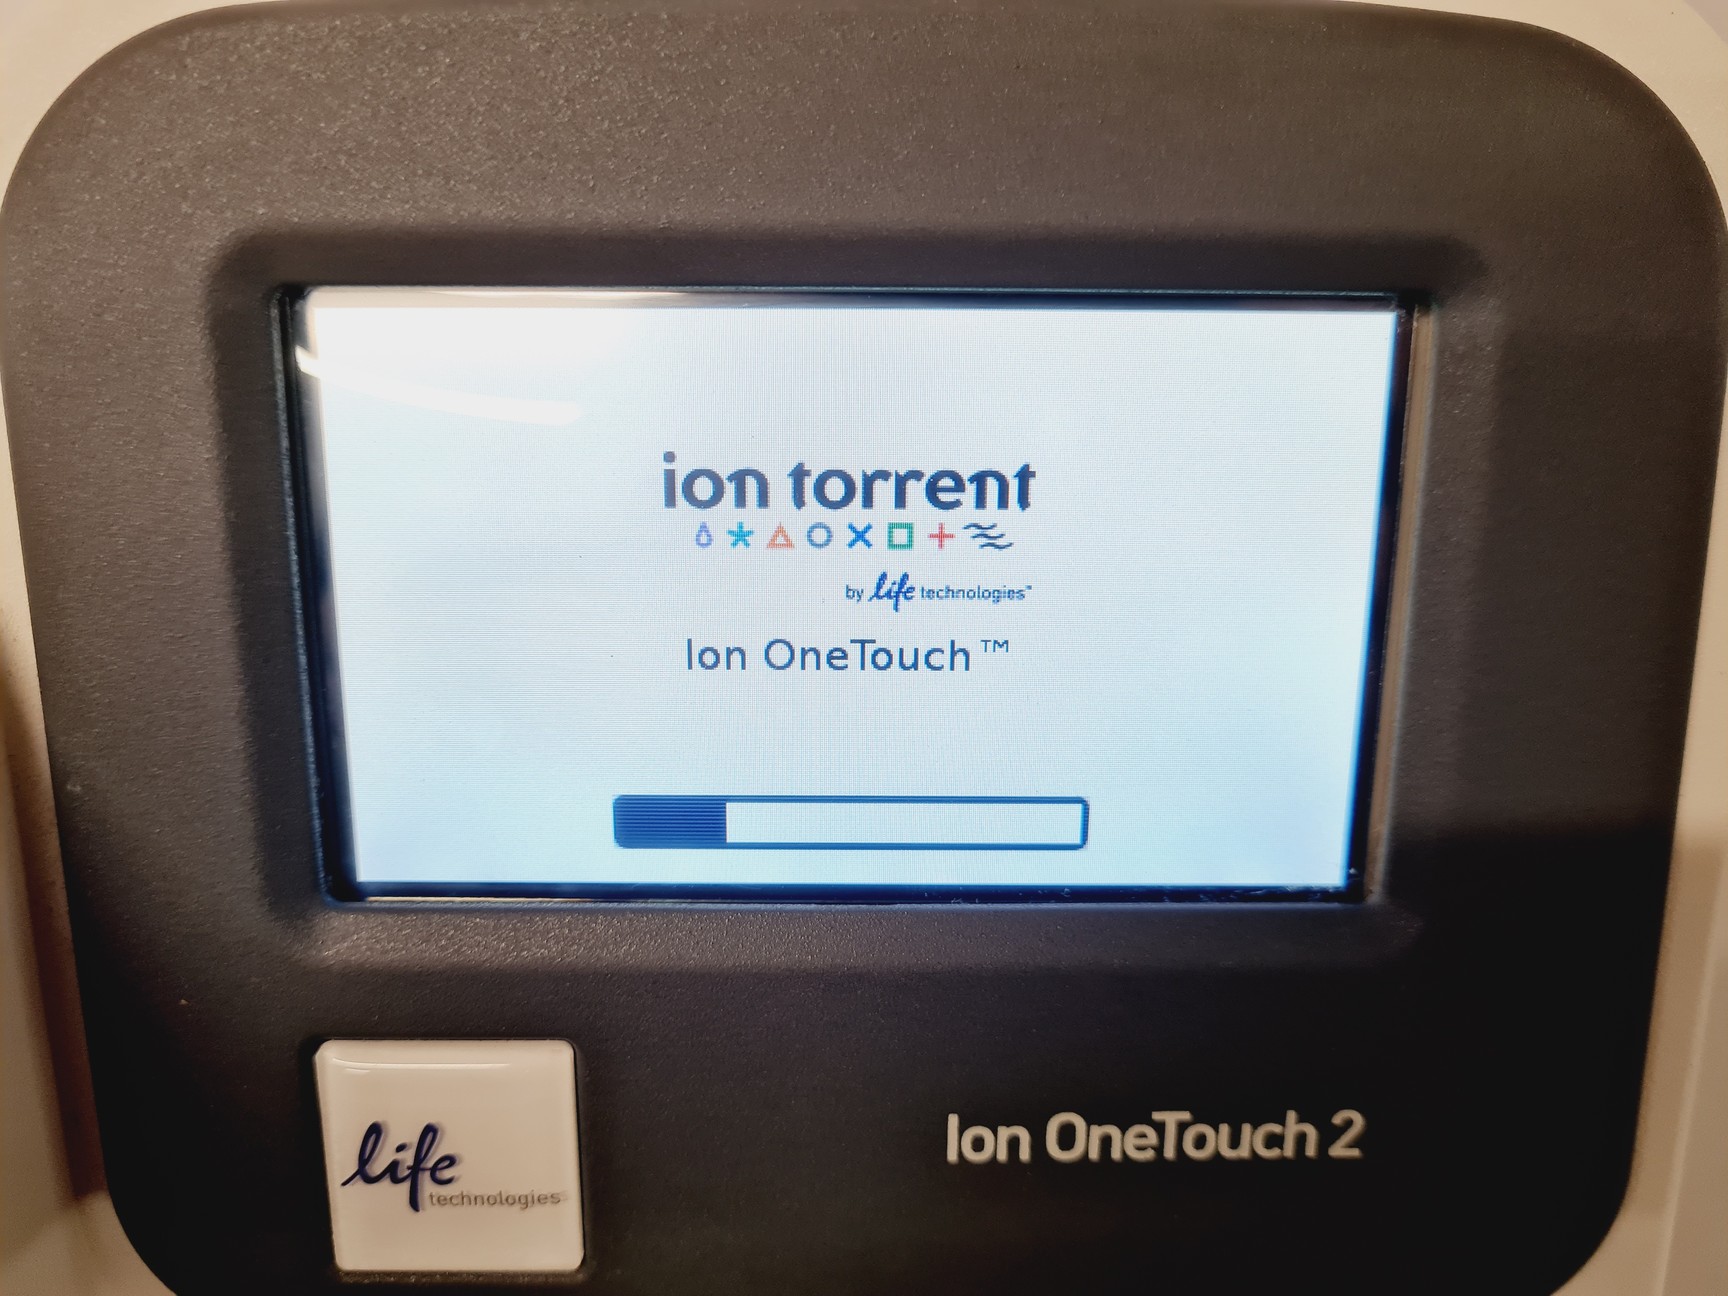 ion torrent
by life technologies™
Ion OneTouch™
life
technologies
Ion OneTouch 2